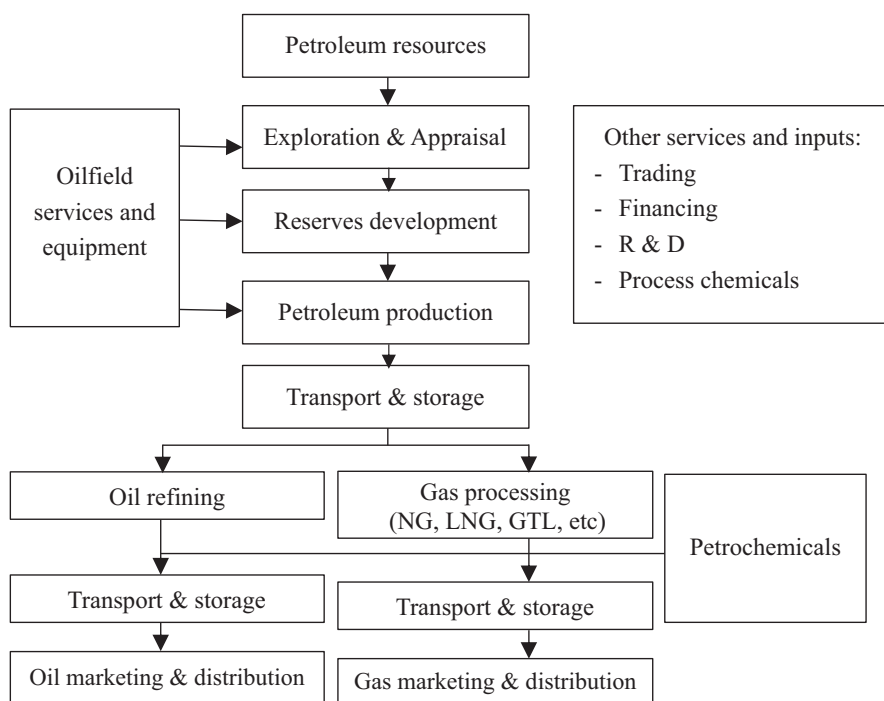 Petroleum resources
Exploration & Appraisal
Oilfield
services and
equipment
Reserves development
Petroleum production
Other services and inputs:
- Trading
- Financing
- R & D
- Process chemicals
Transport & storage
Oil refining
Gas processing
(NG, LNG, GTL, etc)
Petrochemicals
Transport & storage
Transport & storage
Oil marketing & distribution
Gas marketing & distribution